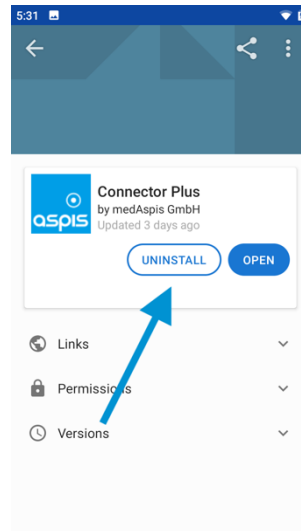 5:31
aspis
Connector Plus
by medAspis GmbH
Updated 3 days ago
UNINSTALL
OPEN
Links
Permissions
Versions